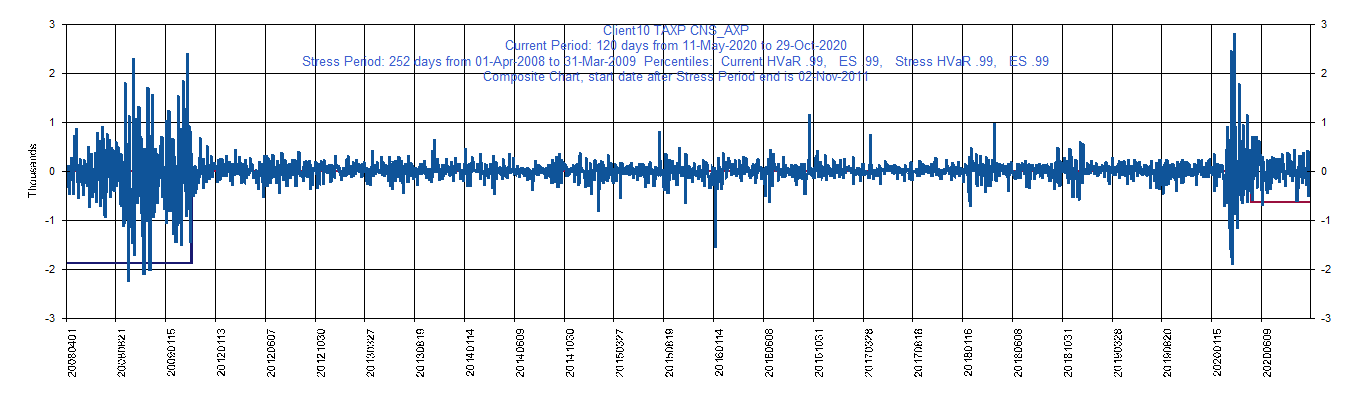 Client10 TAXP CNS_AXP
Current Period: 120 days from 11-May-2020 to 29-Oct-2020
Stress Period: 252 days from 01-Apr-2008 to 31-Mar-2009 Percentiles: Current HVaR .99, ES .99, Stress HVaR .99, ES .99
Composite Chart, start date after Stress Period end is 02-Nov-2011
3 3
2 2
1 1
0 0
-1 -1
-2 -2
-3 -3
Thousands
20080401 20080821 20090115 20120113 20120607 20121030 20130327 20130819 20140114 20140609 20141030 20150327 20150819 20160114 20160608 20161031 20170328 20170818 20180116 20180608 20181031 20190328 20190820 20200115 20200609